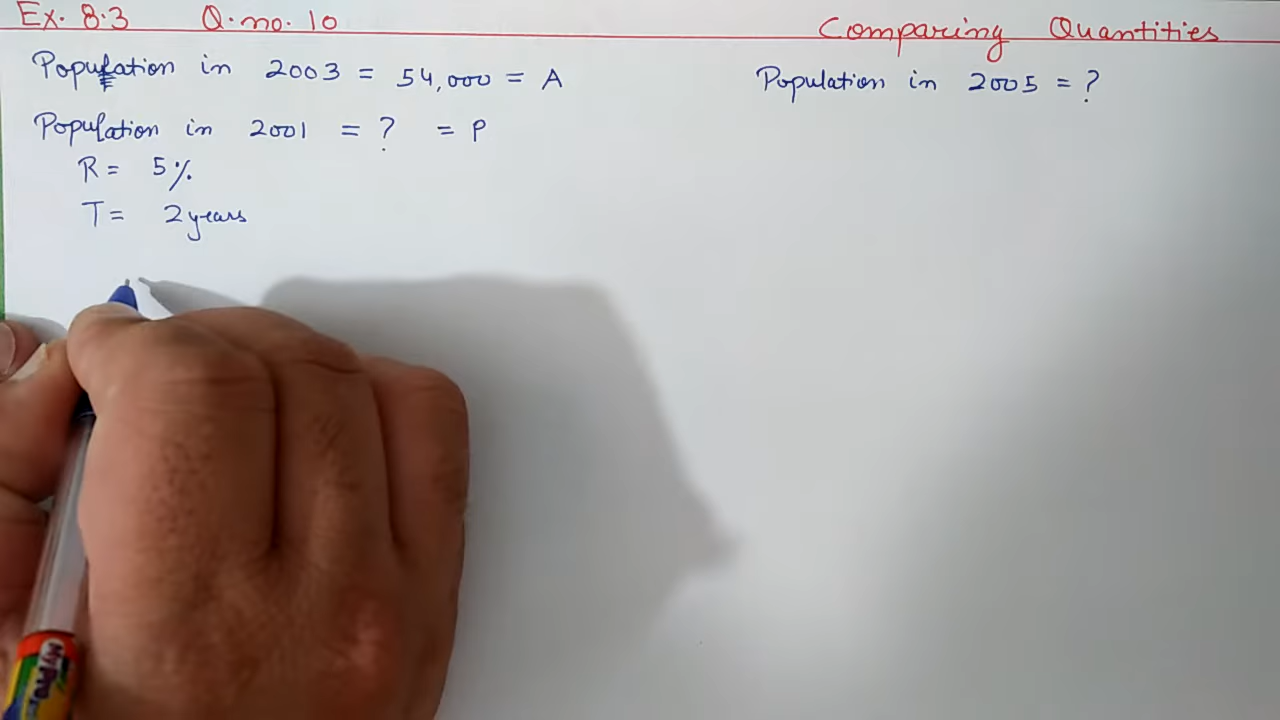 Ex. 8.3 Q. no. 10 Comparing Quantities
Population in 2003 = 54,000 = A
Population in 2001 = ? = P
R = 5%
T = 2 years
Population in 2005 = ?